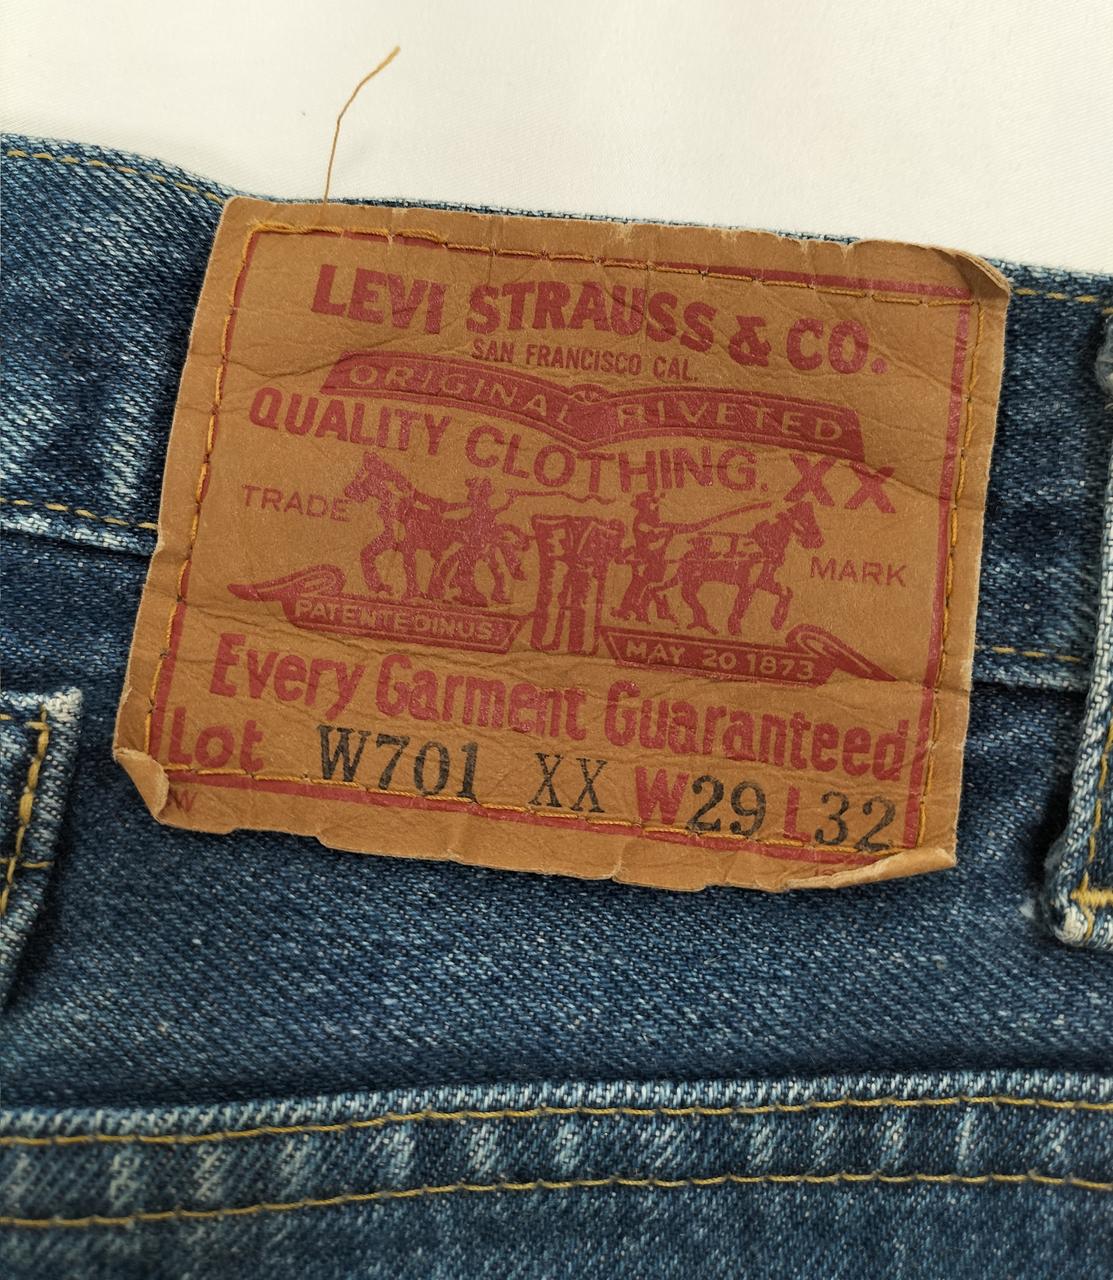 LEVI STRAUSS & CO.
SAN FRANCISCO CAL.
ORIGINAL RIVETED
QUALITY CLOTHING. XX
TRADE MARK
PATENTED IN U S MAY 20 1873
Every Garment Guaranteed
Lot W701 XX W29 L32